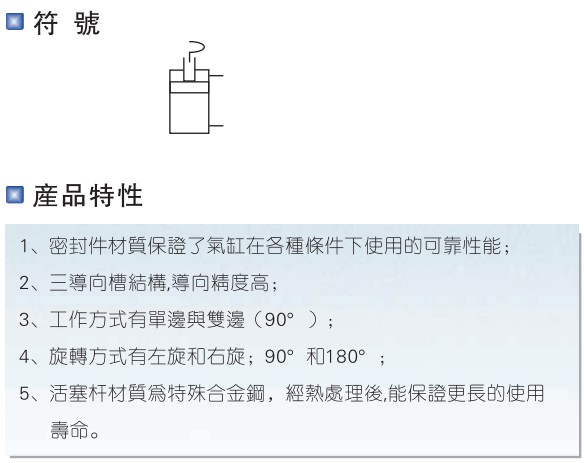 符 號
産品特性
1、密封件材質保證了氣缸在各種條件下使用的可靠性能；
2、三導向槽結構,導向精度高；
3、工作方式有單邊與雙邊（90° ）；
4、旋轉方式有左旋和右旋；90° 和180° ；
5、活塞杆材質爲特殊合金鋼，經熱處理後,能保證更長的使用
壽命。